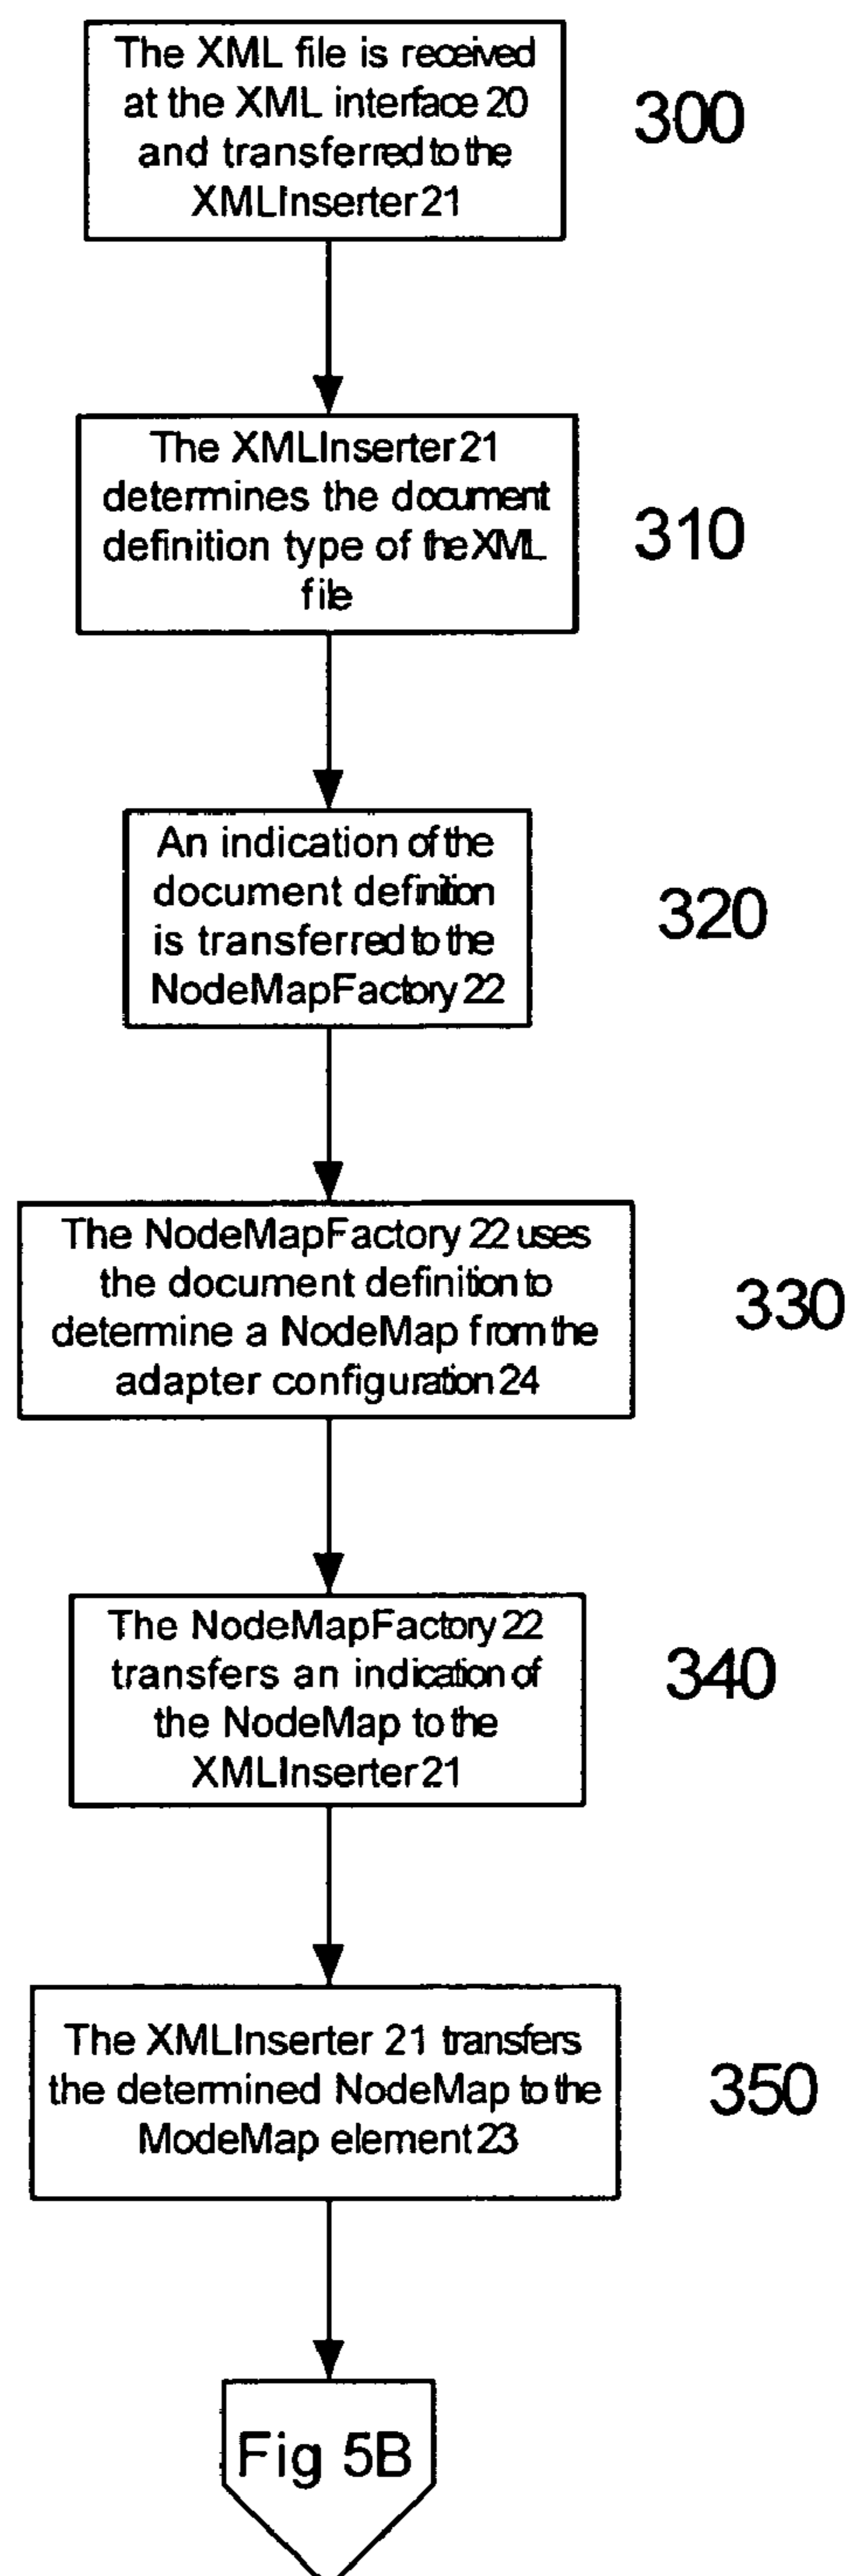 The XML file is received
at the XML interface 20
and transferred to the
XMLInserter 21
300
The XMLInserter 21
determines the document
definition type of the XML
file
310
An indication of the
document definition
is transferred to the
NodeMapFactory 22
320
The NodeMapFactory 22 uses
the document definition to
determine a NodeMap from the
adapter configuration 24
330
The NodeMapFactory 22
transfers an indication of
the NodeMap to the
XMLInserter 21
340
The XMLInserter 21 transfers
the determined NodeMap to the
ModeMap element 23
350
Fig 5B